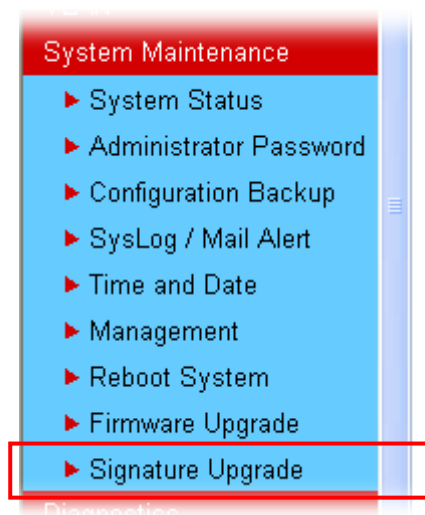 System Maintenance
System Status
Administrator Password
Configuration Backup
SysLog / Mail Alert
Time and Date
Management
Reboot System
Firmware Upgrade
Signature Upgrade
Diagnostics